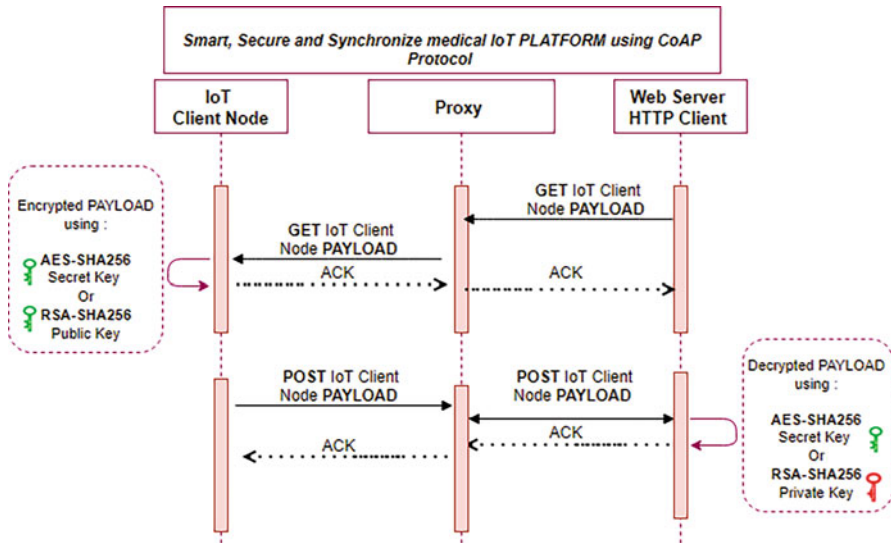 Smart, Secure and Synchronize medical IoT PLATFORM using CoAP
Protocol
IoT
Client Node
Proxy
Web Server
HTTP Client
Encrypted PAYLOAD
using :
AES-SHA256
Secret Key
Or
RSA-SHA256
Public Key
GET IoT Client
Node PAYLOAD
GET IoT Client
Node PAYLOAD
ACK
ACK
POST IoT Client
Node PAYLOAD
POST IoT Client
Node PAYLOAD
ACK
ACK
Decrypted PAYLOAD
using :
AES-SHA256
Secret Key
Or
RSA-SHA256
Private Key